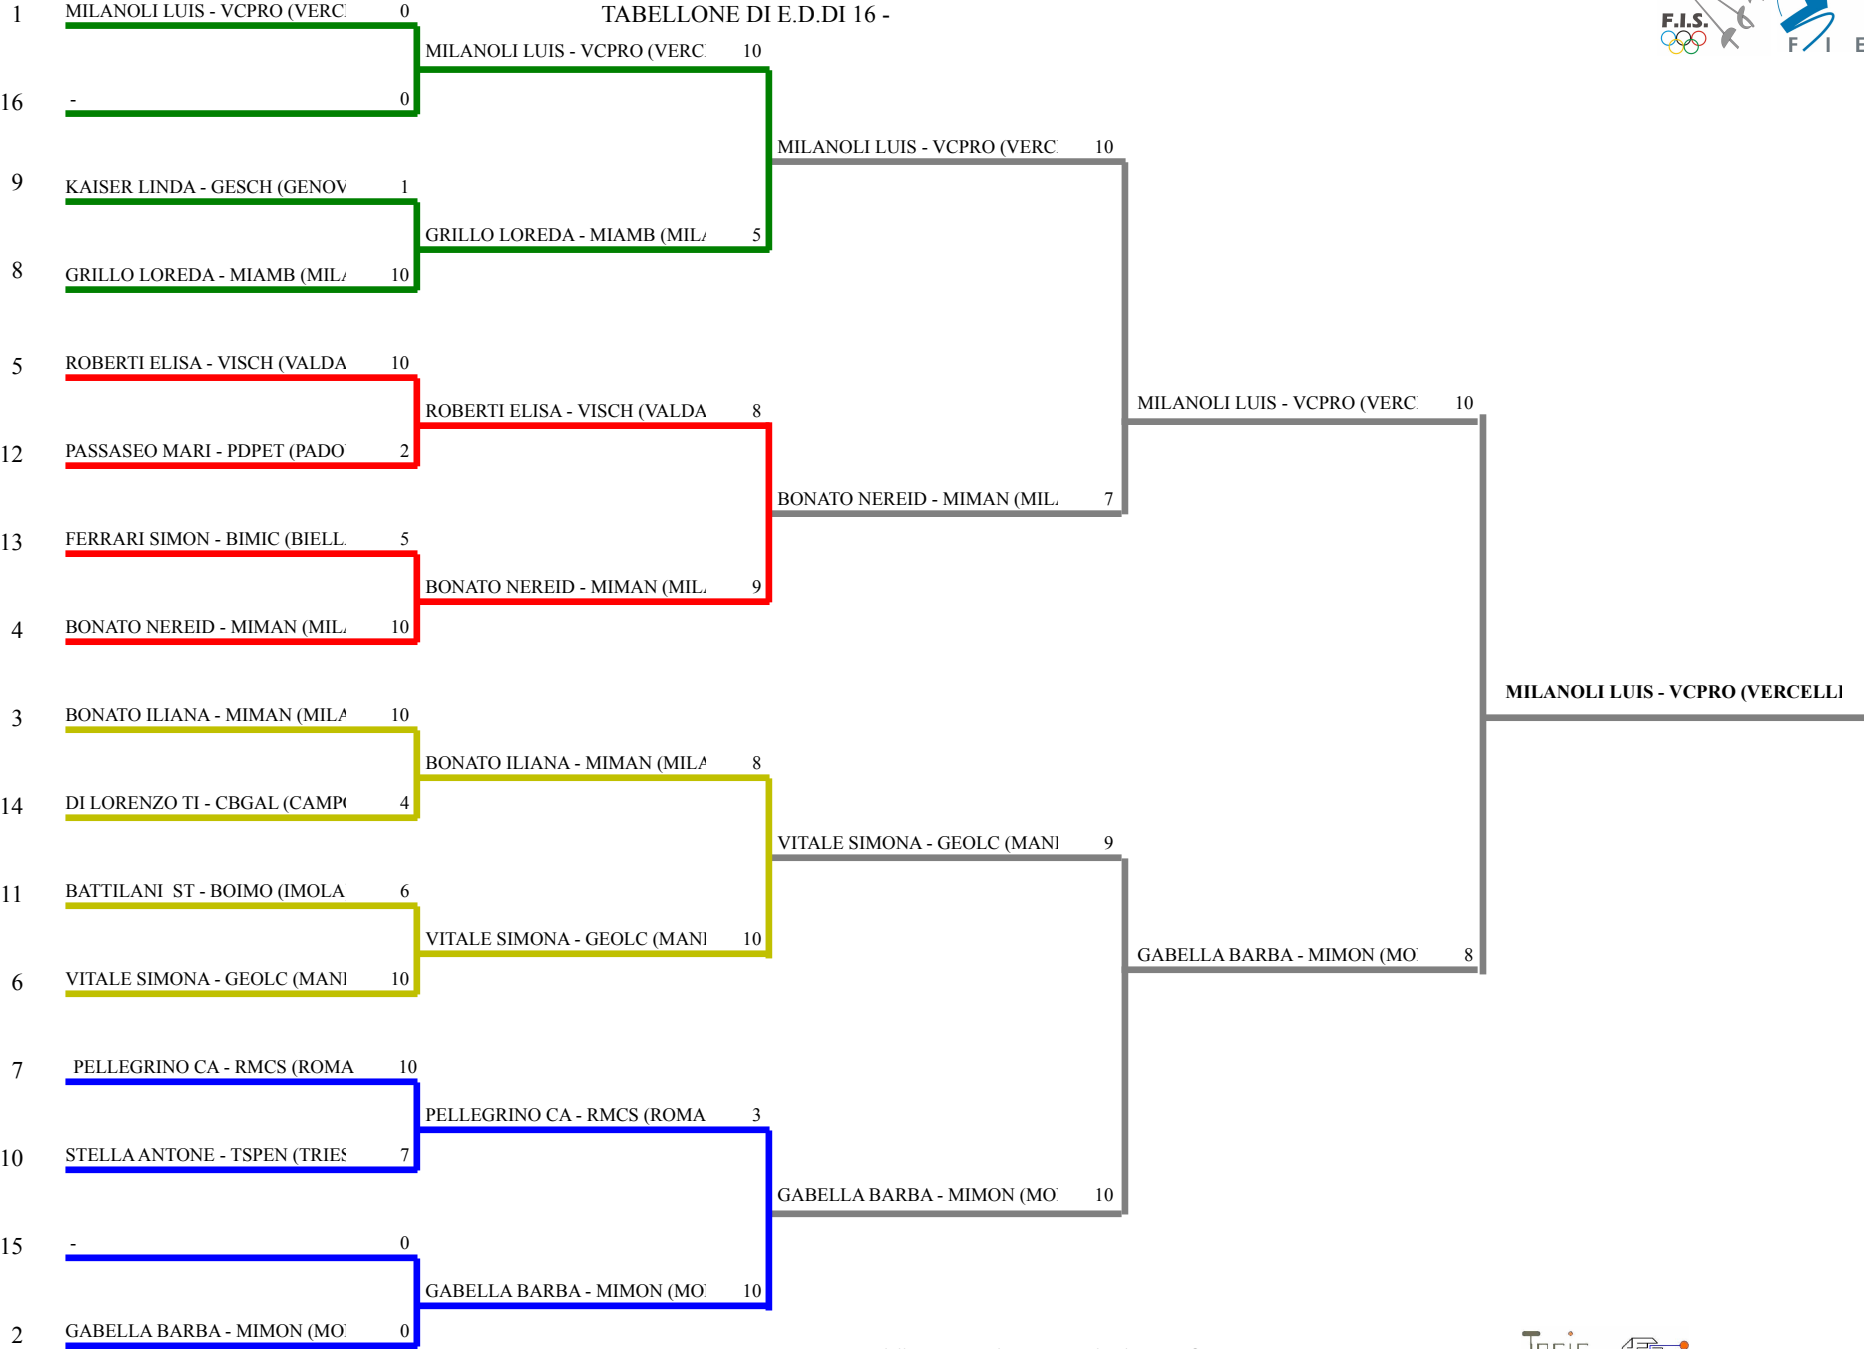 TABELLONE DI E.D.DI 16 -
F.I.S.
F I E
1 MILANOLI LUIS - VCPRO (VERC 0
16 - 0
9 KAISER LINDA - GESCH (GENOV 1
8 GRILLO LOREDA - MIAMB (MILA 10
5 ROBERTI ELISA - VISCH (VALDA 10
12 PASSASEO MARI - PDPET (PADO 2
13 FERRARI SIMON - BIMIC (BIELL 5
4 BONATO NEREID - MIMAN (MIL 10
3 BONATO ILIANA - MIMAN (MILA 10
14 DI LORENZO TI - CBGAL (CAMP 4
11 BATTILANI ST - BOIMO (IMOLA 6
6 VITALE SIMONA - GEOLC (MAN 10
7 PELLEGRINO CA - RMCS (ROMA 10
10 STELLA ANTONE - TSPEN (TRIES 7
15 - 0
2 GABELLA BARBA - MIMON (MO 0
MILANOLI LUIS - VCPRO (VERC 10
GRILLO LOREDA - MIAMB (MILA 5
ROBERTI ELISA - VISCH (VALDA 8
BONATO NEREID - MIMAN (MIL 9
BONATO ILIANA - MIMAN (MILA 8
VITALE SIMONA - GEOLC (MAN 10
PELLEGRINO CA - RMCS (ROMA 3
GABELLA BARBA - MIMON (MO 10
MILANOLI LUIS - VCPRO (VERC 10
BONATO NEREID - MIMAN (MIL 7
VITALE SIMONA - GEOLC (MAN 9
GABELLA BARBA - MIMON (MO 10
MILANOLI LUIS - VCPRO (VERC 10
GABELLA BARBA - MIMON (MO 8
MILANOLI LUIS - VCPRO (VERCELLI